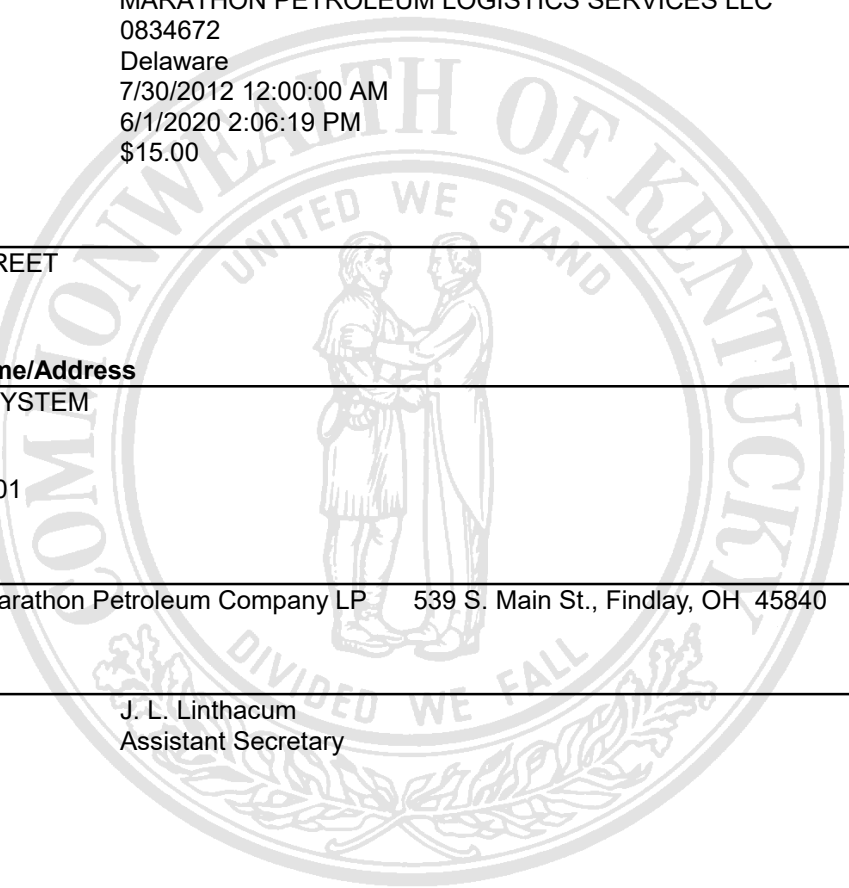 MARATHON PETROLEUM LOGISTICS SERVICES LLC
0834672
Delaware
7/30/2012 12:00:00 AM
6/1/2020 2:06:19 PM
$15.00
REET
me/Address
YSTEM
01
arathon Petroleum Company LP 539 S. Main St., Findlay, OH 45840
J. L. Linthacum
Assistant Secretary
COMMONWEALTH OF KENTUCKY
UNITED WE STAND
DIVIDED WE FALL